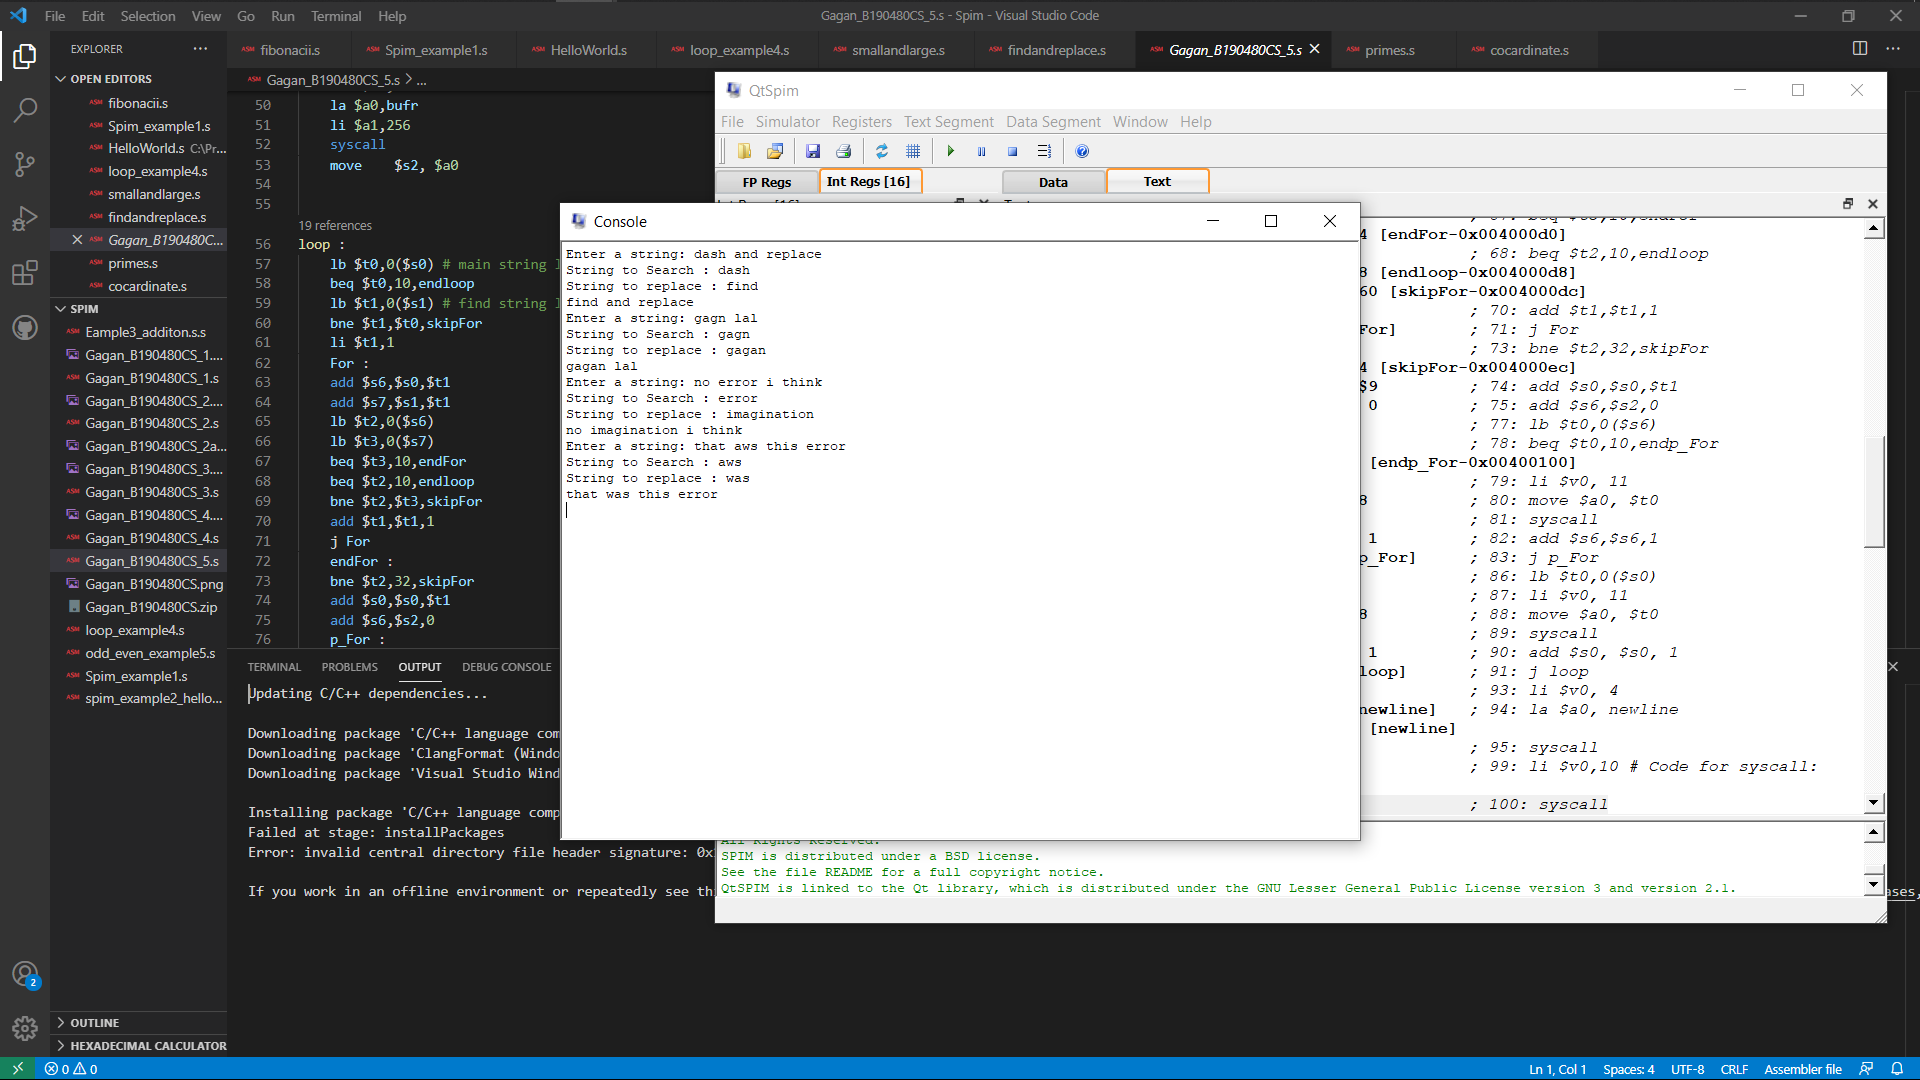 File Edit Selection View Go Run Terminal Help
Gagan_B190480CS_5.s - Spim - Visual Studio Code
EXPLORER
OPEN EDITORS
fibonacii.s
Spim_example1.s
HelloWorld.s C:\Pr...
loop_example4.s
smallandlarge.s
findandreplace.s
Gagan_B190480C...
primes.s
cocardinate.s
SPIM
Eample3_additon.s.s
Gagan_B190480CS_1....
Gagan_B190480CS_1.s
Gagan_B190480CS_2....
Gagan_B190480CS_2.s
Gagan_B190480CS_2a...
Gagan_B190480CS_3....
Gagan_B190480CS_3.s
Gagan_B190480CS_4....
Gagan_B190480CS_4.s
Gagan_B190480CS_5.s
Gagan_B190480CS.png
Gagan_B190480CS.zip
loop_example4.s
odd_even_example5.s
Spim_example1.s
spim_example2_hello...
OUTLINE
HEXADECIMAL CALCULATOR
fibonacii.s Spim_example1.s HelloWorld.s loop_example4.s smallandlarge.s findandreplace.s Gagan_B190480CS_5.s primes.s cocardinate.s
Gagan_B190480CS_5.s > ...
50 la $a0,bufr
51 li $a1,256
52 syscall
53 move $s2, $a0
54
55
19 references
56 loop :
57 lb $t0,0($s0) # main string
58 beq $t0,10,endloop
59 lb $t1,0($s1) # find string
60 bne $t1,$t0,skipFor
61 li $t1,1
62 For :
63 add $s6,$s0,$t1
64 add $s7,$s1,$t1
65 lb $t2,0($s6)
66 lb $t3,0($s7)
67 beq $t3,10,endFor
68 beq $t2,10,endloop
69 bne $t2,$t3,skipFor
70 add $t1,$t1,1
71 j For
72 endFor :
73 bne $t2,32,skipFor
74 add $s0,$s0,$t1
75 add $s6,$s2,0
76 p_For :
TERMINAL PROBLEMS OUTPUT DEBUG CONSOLE
Updating C/C++ dependencies...
Downloading package 'C/C++ language com
Downloading package 'ClangFormat (Windo
Downloading package 'Visual Studio Wind
Installing package 'C/C++ language comp
Failed at stage: installPackages
Error: invalid central directory file header signature: 0x
If you work in an offline environment or repeatedly see th
ases,
QtSpim
File Simulator Registers Text Segment Data Segment Window Help
FP Regs Int Regs [16] Data Text
Console
Enter a string: dash and replace
String to Search : dash
String to replace : find
find and replace
Enter a string: gagn lal
String to Search : gagn
String to replace : gagan
gagan lal
Enter a string: no error i think
String to Search : error
String to replace : imagination
no imagination i think
Enter a string: that aws this error
String to Search : aws
String to replace : was
that was this error
4 [endFor-0x004000d0]
; 68: beq $t2,10,endloop
8 [endloop-0x004000d8]
60 [skipFor-0x004000dc]
; 70: add $t1,$t1,1
For] ; 71: j For
; 73: bne $t2,32,skipFor
4 [skipFor-0x004000ec]
$9 ; 74: add $s0,$s0,$t1
0 ; 75: add $s6,$s2,0
; 77: lb $t0,0($s6)
; 78: beq $t0,10,endp_For
[endp_For-0x00400100]
; 79: li $v0, 11
8 ; 80: move $a0, $t0
; 81: syscall
1 ; 82: add $s6,$s6,1
p_For] ; 83: j p_For
; 86: lb $t0,0($s0)
; 87: li $v0, 11
8 ; 88: move $a0, $t0
; 89: syscall
1 ; 90: add $s0, $s0, 1
loop] ; 91: j loop
; 93: li $v0, 4
newline] ; 94: la $a0, newline
[newline]
; 95: syscall
; 99: li $v0,10 # Code for syscall:
; 100: syscall
All Rights Reserved.
SPIM is distributed under a BSD license.
See the file README for a full copyright notice.
QtSPIM is linked to the Qt library, which is distributed under the GNU Lesser General Public License version 3 and version 2.1.
2
0 0
Ln 1, Col 1 Spaces: 4 UTF-8 CRLF Assembler file